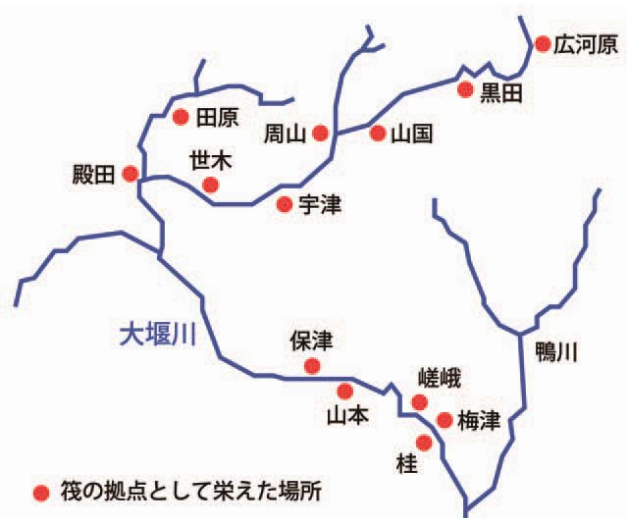 広河原
黒田
田原
周山
山国
世木
殿田
宇津
大堰川
保津
鴨川
嵯峨
山本
梅津
桂
筏の拠点として栄えた場所